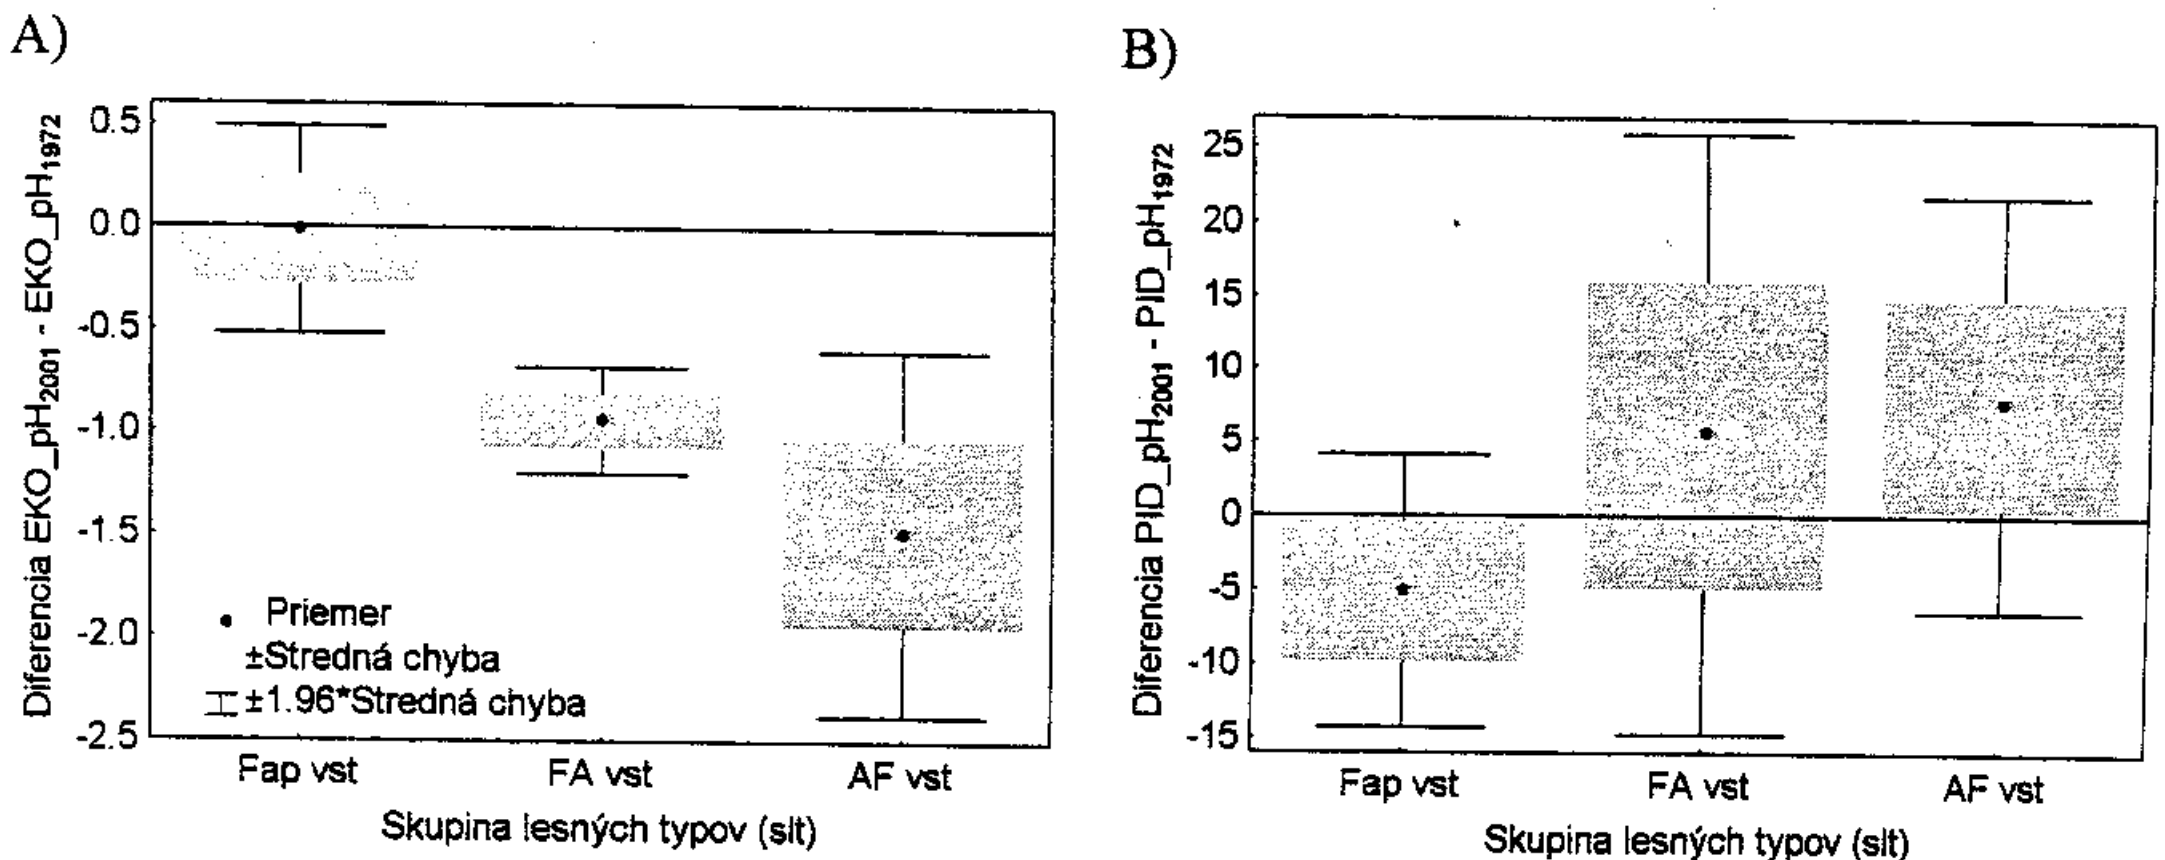 A)
Diferencia EKO_pH2001 - EKO_pH1972
0.5
0.0
-0.5
-1.0
-1.5
-2.0
-2.5
Priemer
±Stredná chyba
±1.96*Stredná chyba
Fap vst
FA vst
AF vst
Skupina lesných typov (slt)
B)
Diferencia PID_pH2001 - PID_pH1972
25
20
15
10
5
0
-5
-10
-15
Fap vst
FA vst
AF vst
Skupina lesných typov (slt)